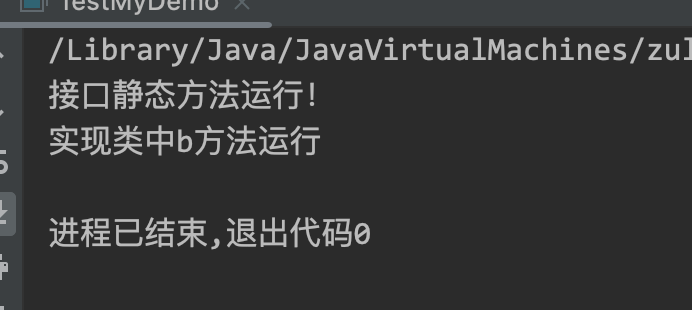 TestMyDemo
/Library/Java/JavaVirtualMachines/zul
接口静态方法运行!
实现类中b方法运行
进程已结束,退出代码0